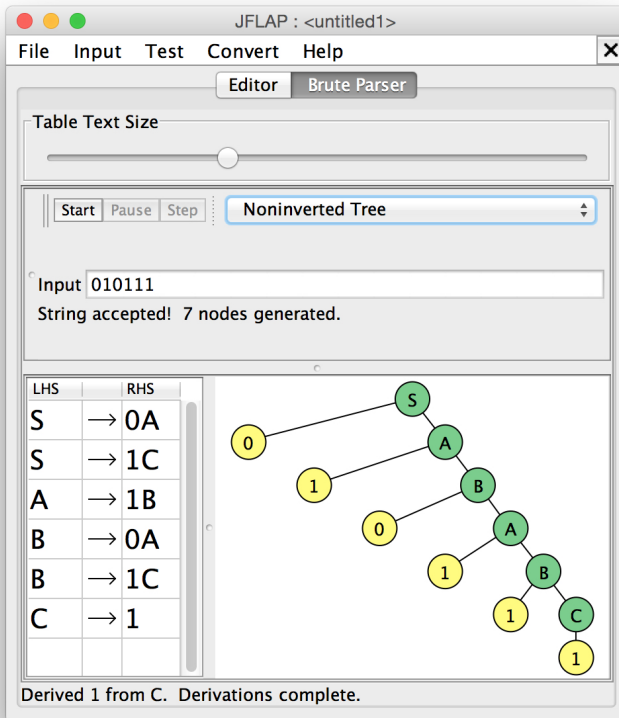 JFLAP : <untitled1>
File Input Test Convert Help
Editor Brute Parser
Table Text Size
Start Pause Step Noninverted Tree
Input 010111
String accepted! 7 nodes generated.
LHS RHS
S → 0A
S → 1C
A → 1B
B → 0A
B → 1C
C → 1
S
0 A
1 B
0 A
1 B
1 C
1
Derived 1 from C. Derivations complete.